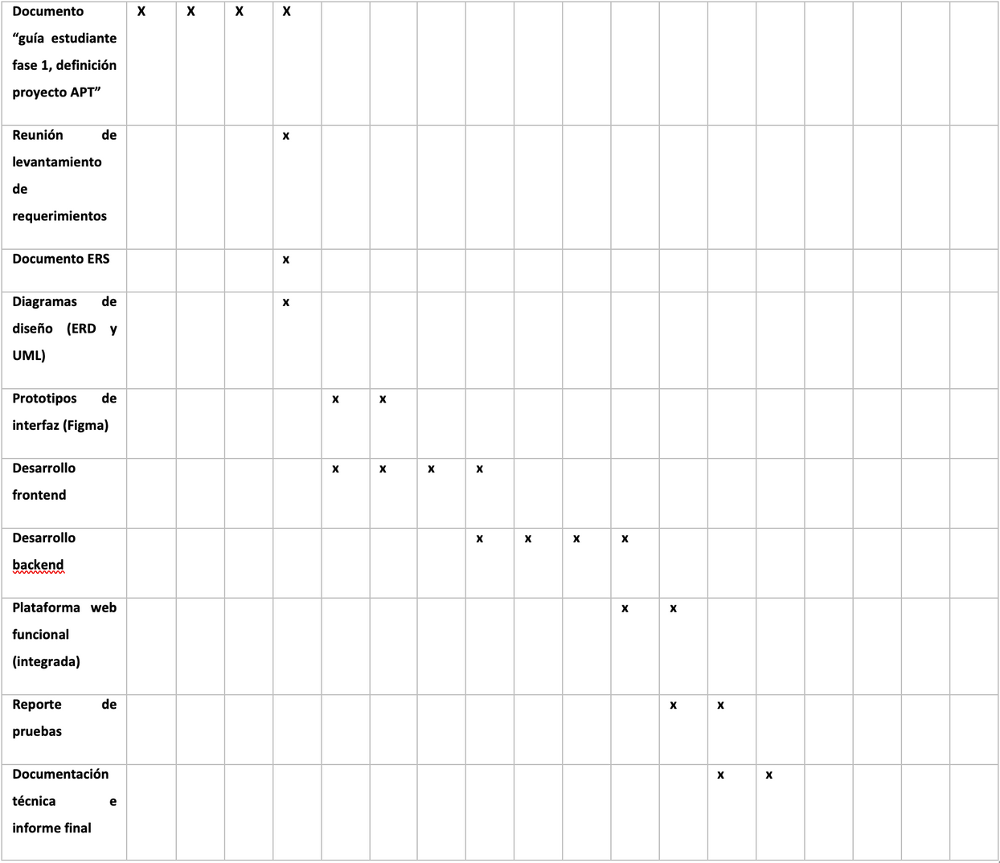 Documento X X X X
“guía estudiante
fase 1, definición
proyecto APT”
Reunión de x
levantamiento
de
requerimientos
Documento ERS x
Diagramas de x
diseño (ERD y
UML)
Prototipos de x x
interfaz (Figma)
Desarrollo x x x x
frontend
Desarrollo x x x x
backend
Plataforma web x x
funcional
(integrada)
Reporte de x x
pruebas
Documentación x x
técnica e
informe final